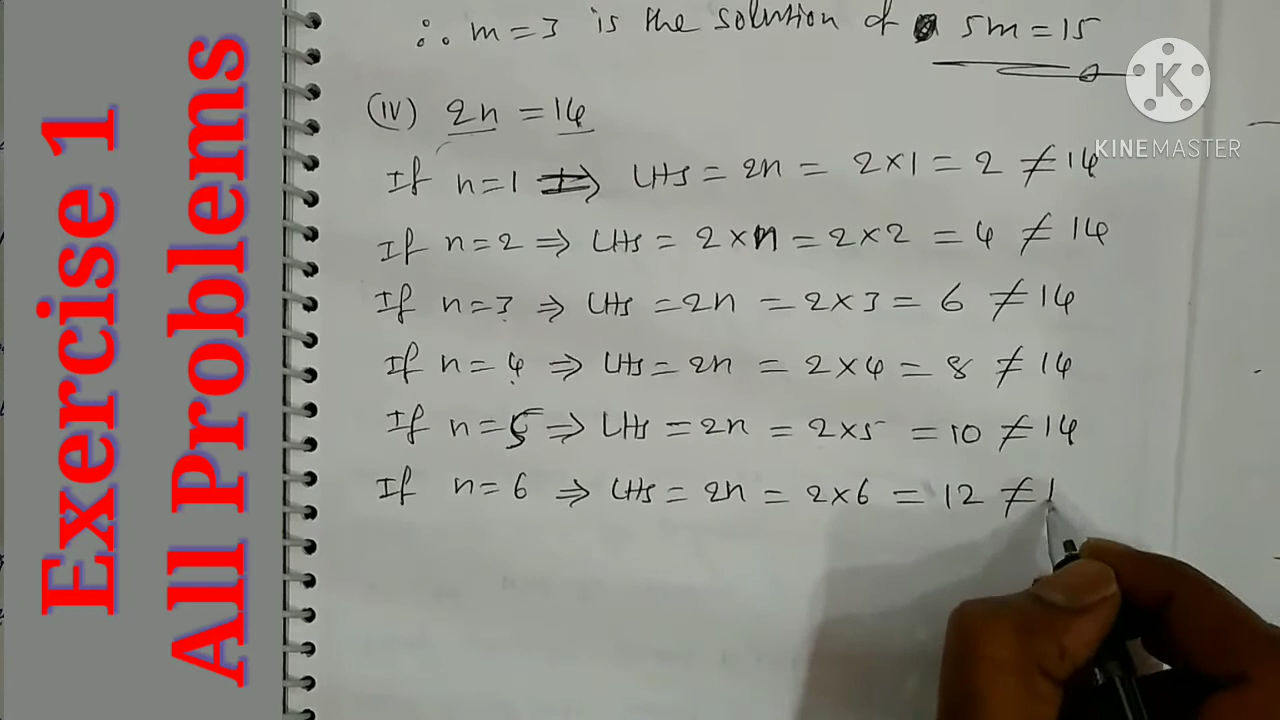 Exercise 1
All Problems
∴ m=3 is the solution of 5m=15
K
KINEMASTER
(iv) 2n = 14
If n=1 ⇒ LHS = 2n = 2×1 = 2 ≠ 14
If n=2 ⇒ LHS = 2×n = 2×2 = 4 ≠ 14
If n=3 ⇒ LHS = 2n = 2×3 = 6 ≠ 14
If n=4 ⇒ LHS = 2n = 2×4 = 8 ≠ 14
If n=5 ⇒ LHS = 2n = 2×5 = 10 ≠ 14
If n=6 ⇒ LHS = 2n = 2×6 = 12 ≠ 1